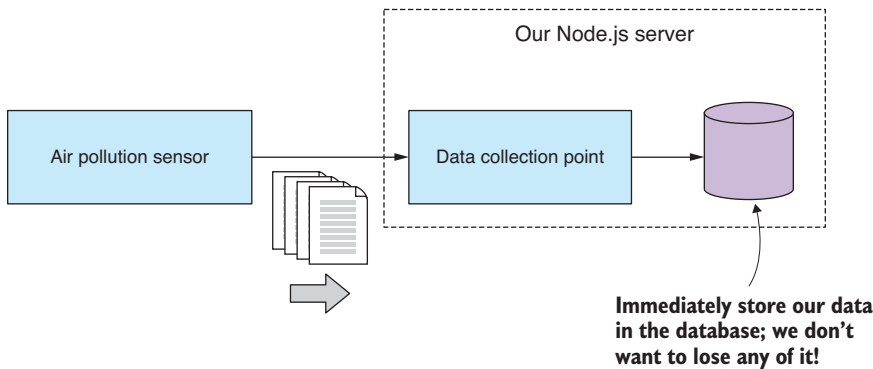 Our Node.js server
Air pollution sensor
Data collection point
Immediately store our data
in the database; we don’t
want to lose any of it!